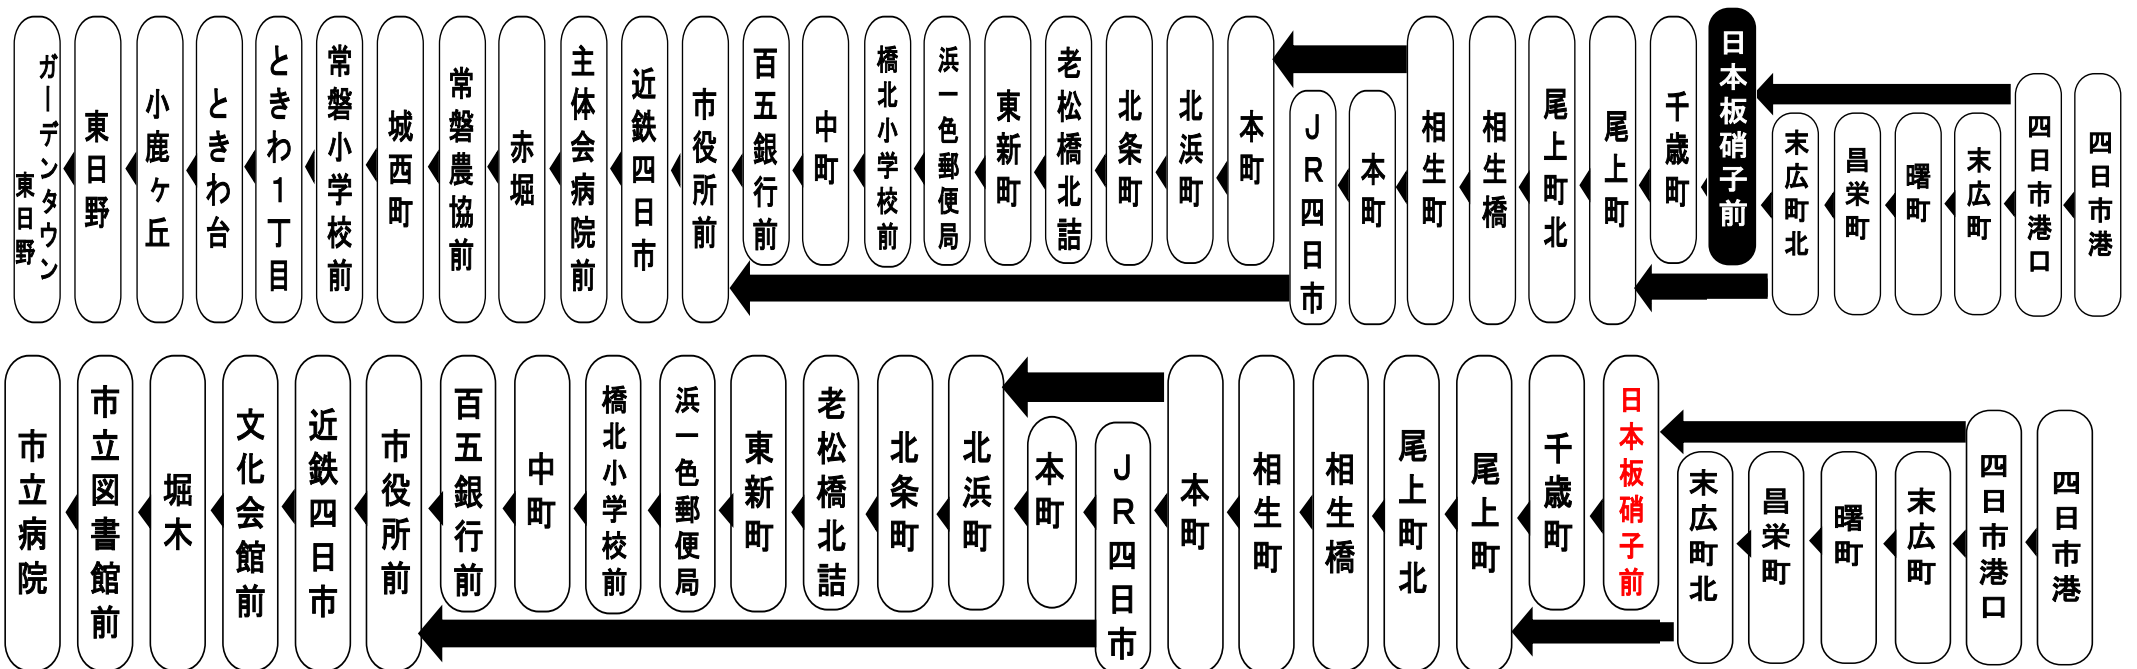 四日市港
四日市港口
末広町
曙町
昌栄町
末広町北
日本板硝子前
千歳町
尾上町
尾上町北
相生橋
相生町
本町
JR四日市
本町
北浜町
北条町
老松橋北詰
東新町
浜一色郵便局
橋北小学校前
中町
百五銀行前
市役所前
近鉄四日市
主体会病院前
赤堀
常磐農協前
城西町
常磐小学校前
ときわ1丁目
ときわ台
小鹿ヶ丘
東日野
ガーデンタウン
東日野
四日市港
四日市港口
末広町
曙町
昌栄町
末広町北
日本板硝子前
千歳町
尾上町
尾上町北
相生橋
相生町
本町
JR四日市
本町
北浜町
北条町
老松橋北詰
東新町
浜一色郵便局
橋北小学校前
中町
百五銀行前
市役所前
近鉄四日市
文化会館前
堀木
市立図書館前
市立病院